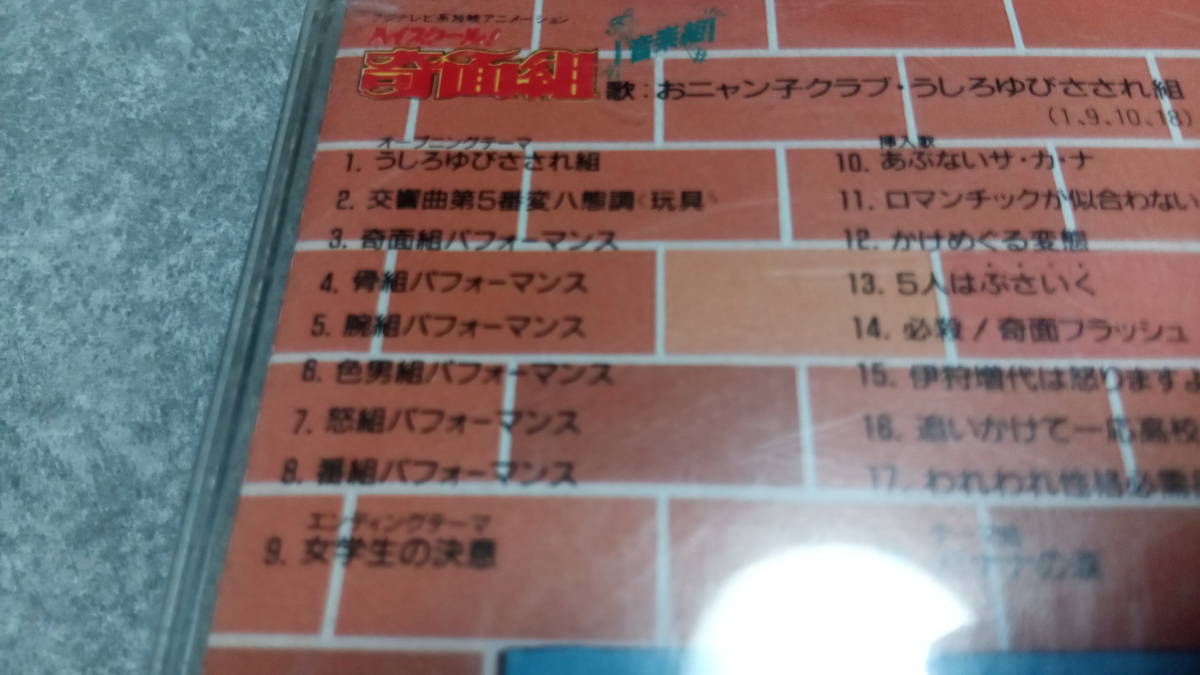 フジテレビ系列映アニメーション
ハイスクール!
奇面組
音楽組
歌：おニャン子クラブ・うしろゆびさされ組
(1、9、10、18)
オープニングテーマ
1. うしろゆびさされ組
2. 交響曲第5番変ハ態調《玩具》
3. 奇面組パフォーマンス
4. 骨組パフォーマンス
5. 腕組パフォーマンス
6. 色男組パフォーマンス
7. 怒組パフォーマンス
8. 番組パフォーマンス
エンディングテーマ
9. 女学生の決意
挿入歌
10. あぶないサ・カ・ナ
11. ロマンチックが似合わない
12. かけめぐる変態
13. 5人はぶさいく
14. 必殺！奇面フラッシュ
15. 伊狩増代は怒りますよ
16. 追いかけて一応高校
17. われわれ性格必需
の涙